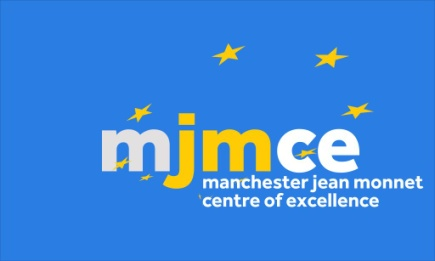 mjmce
manchester jean monnet
centre of excellence